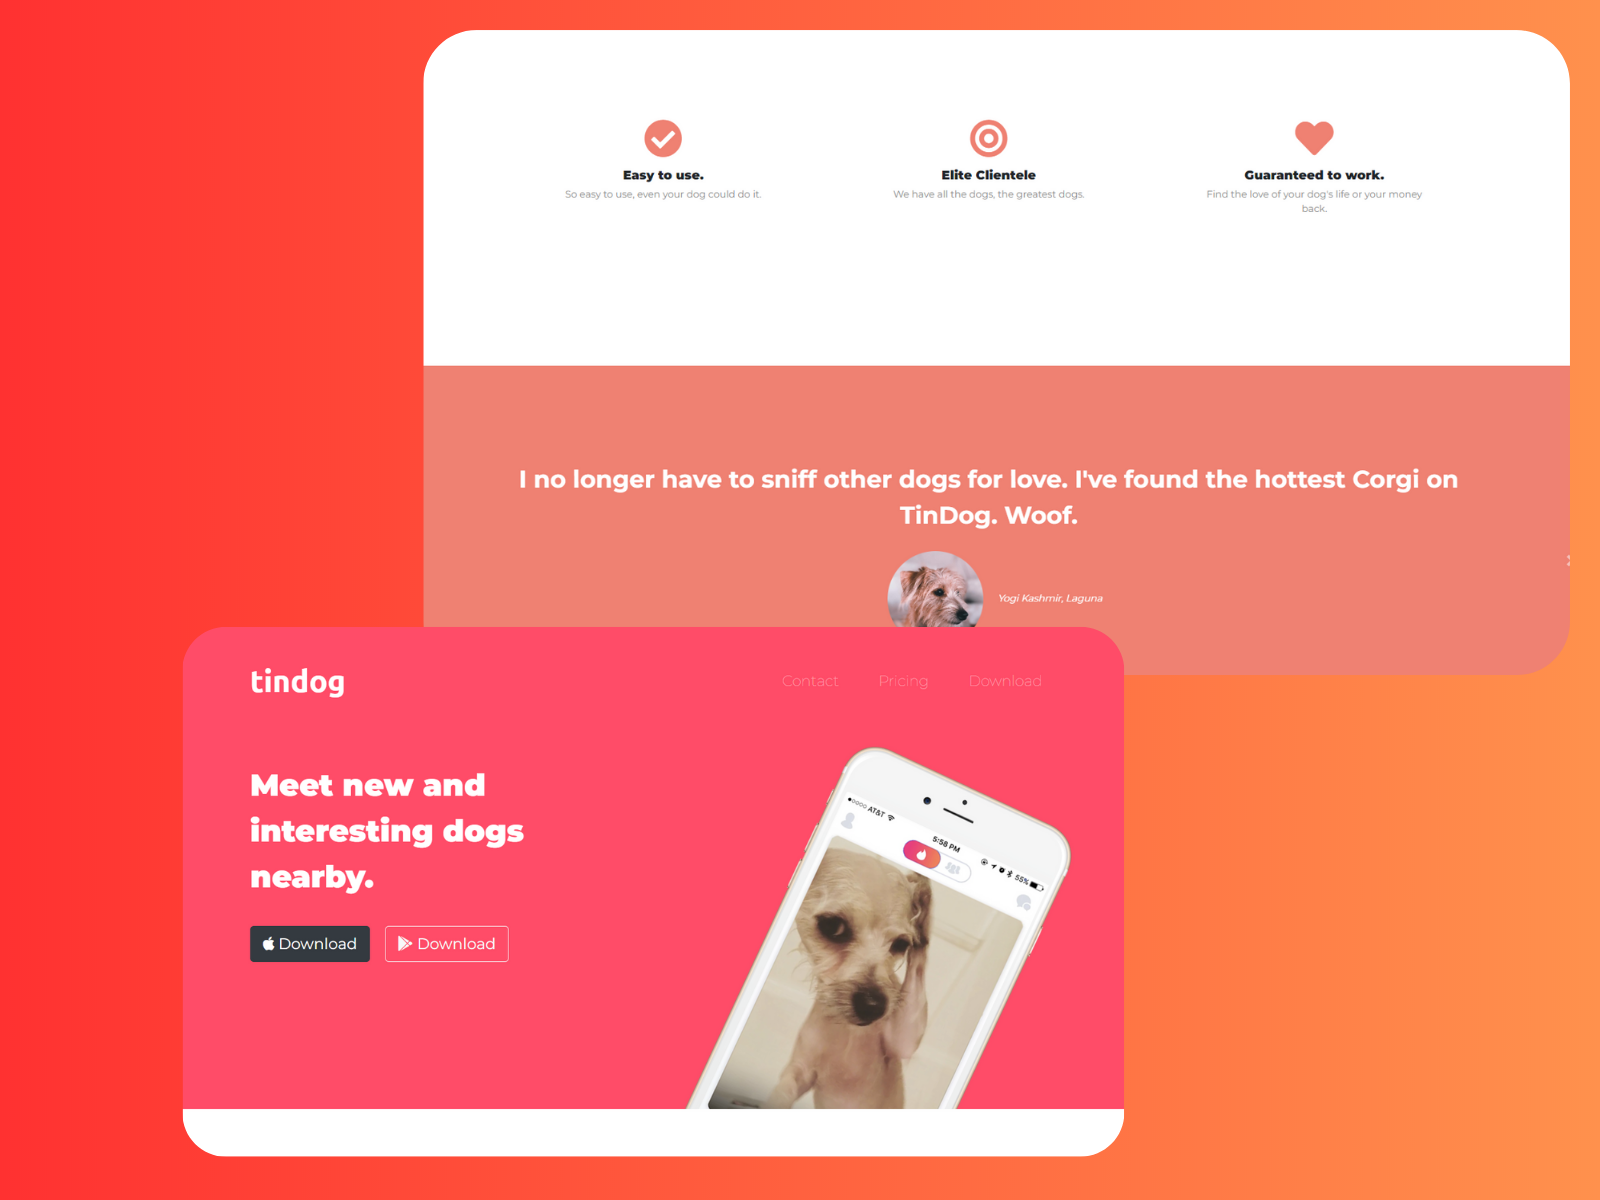 Easy to use.
So easy to use, even your dog could do it.
Elite Clientele
We have all the dogs, the greatest dogs.
Guaranteed to work.
Find the love of your dog's life or your money
back.
I no longer have to sniff other dogs for love. I've found the hottest Corgi on
TinDog. Woof.
Yogi Kashmir, Laguna
tindog
Contact Pricing Download
Meet new and
interesting dogs
nearby.
Download Download
AT&T 5:58 PM 55%